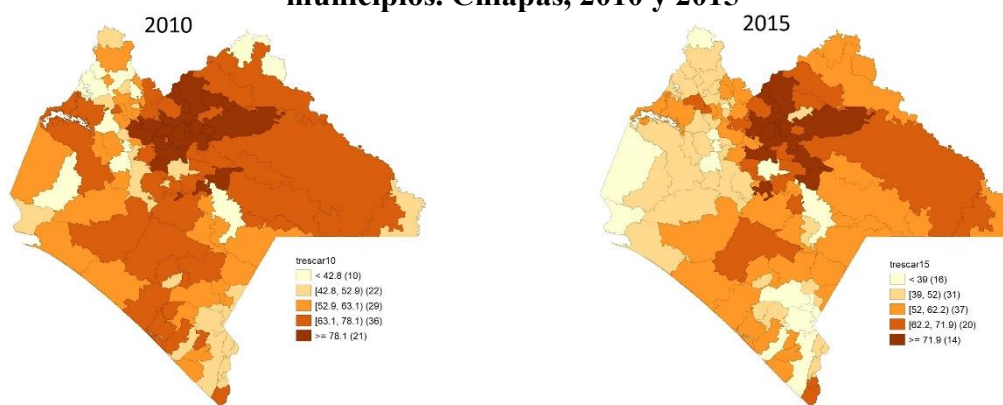 municipios. Chiapas, 2010 y 2015
2010
trescar10
< 42.8 (10)
[42.8, 52.9) (22)
[52.9, 63.1) (29)
[63.1, 78.1) (36)
>= 78.1 (21)
2015
trescar15
< 39 (16)
[39, 52) (31)
[52, 62.2) (37)
[62.2, 71.9) (20)
>= 71.9 (14)